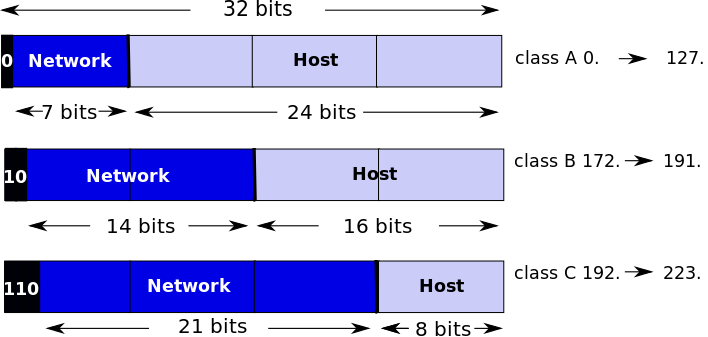 32 bits
0 Network Host class A 0. 127.
7 bits 24 bits
10 Network Host class B 172. 191.
14 bits 16 bits
110 Network Host class C 192. 223.
21 bits 8 bits